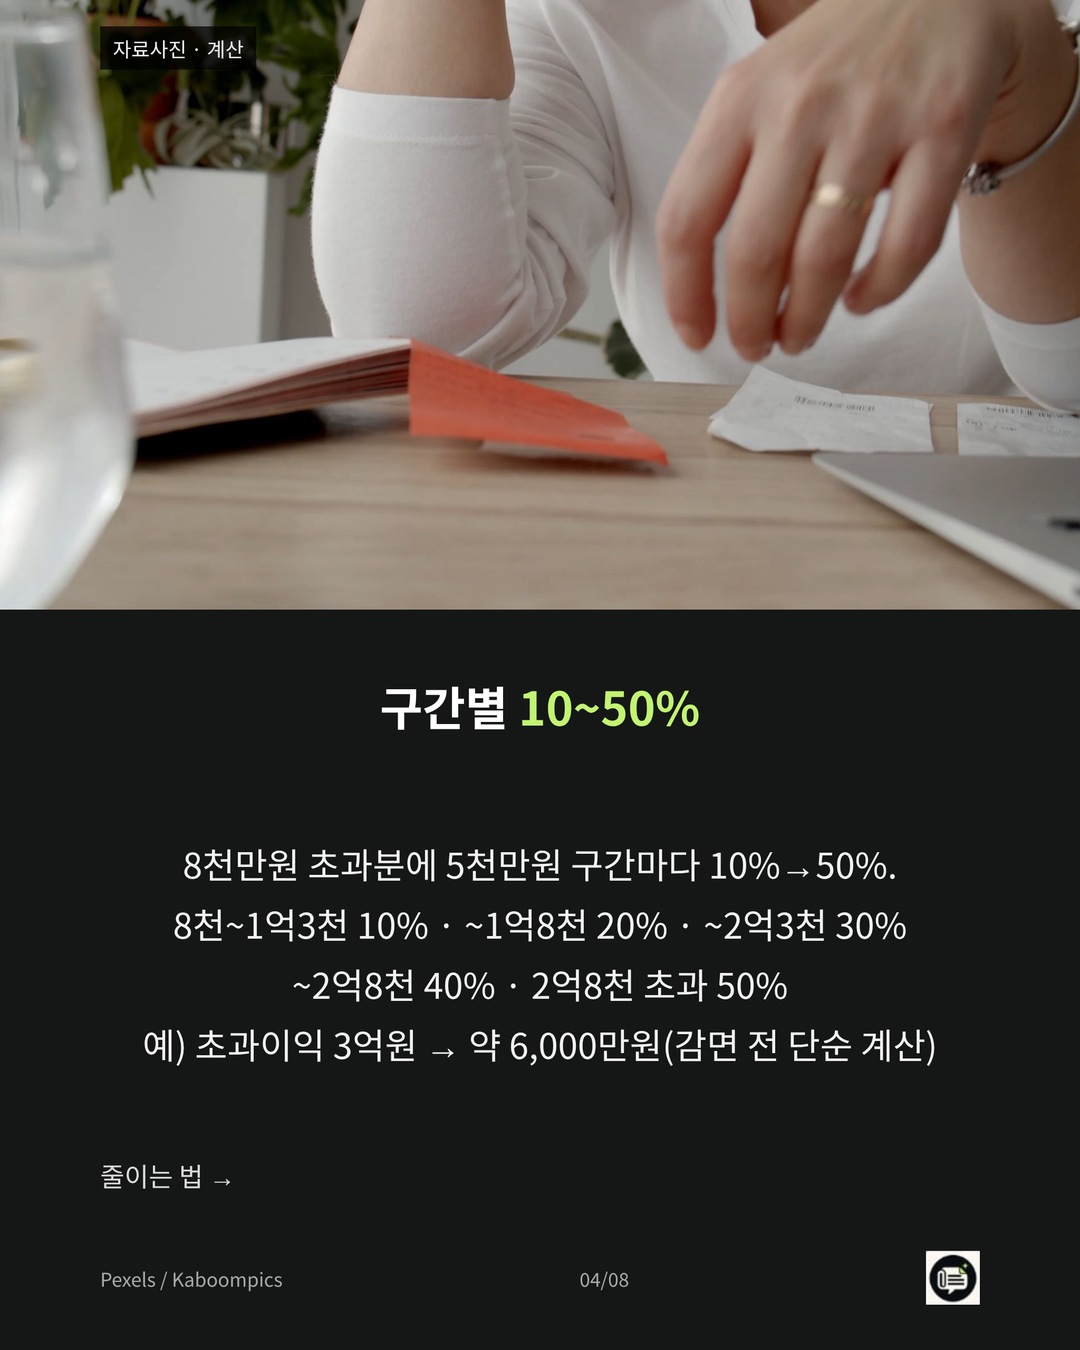 자료사진 · 계산
구간별 10~50%
8천만원 초과분에 5천만원 구간마다 10%→50%.
8천~1억3천 10% · ~1억8천 20% · ~2억3천 30%
~2억8천 40% · 2억8천 초과 50%
예) 초과이익 3억원 → 약 6,000만원(감면 전 단순 계산)
줄이는 법 →
Pexels / Kaboompics
04/08